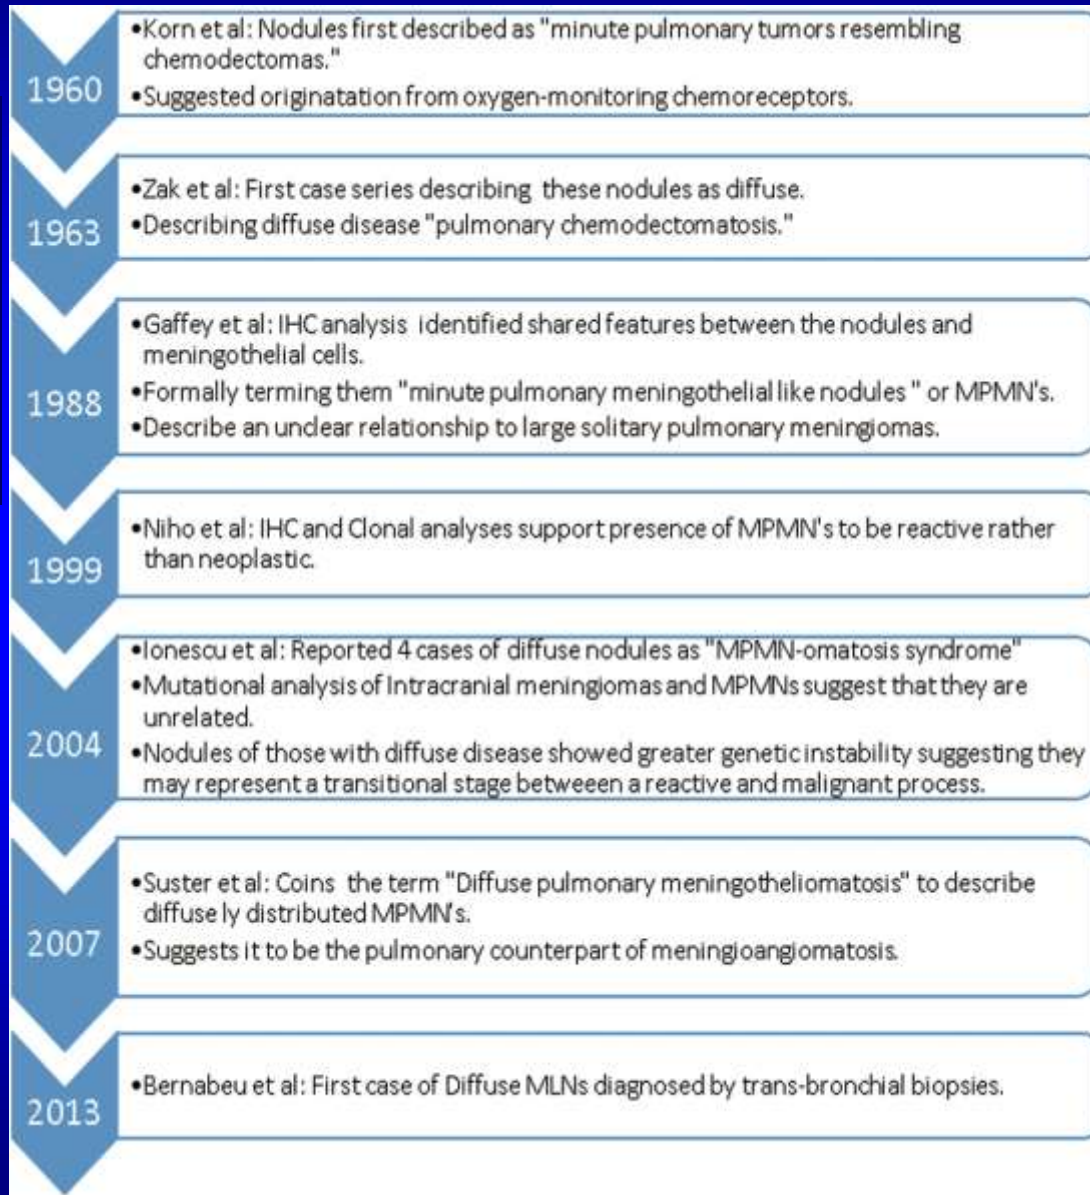 1960
•Korn et al: Nodules first described as "minute pulmonary tumors resembling
chemodectomas."
•Suggested originatation from oxygen-monitoring chemoreceptors.
1963
•Zak et al: First case series describing these nodules as diffuse.
•Describing diffuse disease "pulmonary chemodectomatosis."
1988
•Gaffey et al: IHC analysis identified shared features between the nodules and
meningothelial cells.
•Formally terming them "minute pulmonary meningothelial like nodules " or MPMN's.
•Describe an unclear relationship to large solitary pulmonary meningiomas.
1999
•Niho et al: IHC and Clonal analyses support presence of MPMN's to be reactive rather
than neoplastic.
2004
•Ionescu et al: Reported 4 cases of diffuse nodules as "MPMN-omatosis syndrome"
•Mutational analysis of Intracranial meningiomas and MPMNs suggest that they are
unrelated.
•Nodules of those with diffuse disease showed greater genetic instability suggesting they
may represent a transitional stage betweeen a reactive and malignant process.
2007
•Suster et al: Coins the term "Diffuse pulmonary meningotheliomatosis" to describe
diffusely distributed MPMN's.
•Suggests it to be the pulmonary counterpart of meningioangiomatosis.
2013
•Bernabeu et al: First case of Diffuse MLNs diagnosed by trans-bronchial biopsies.